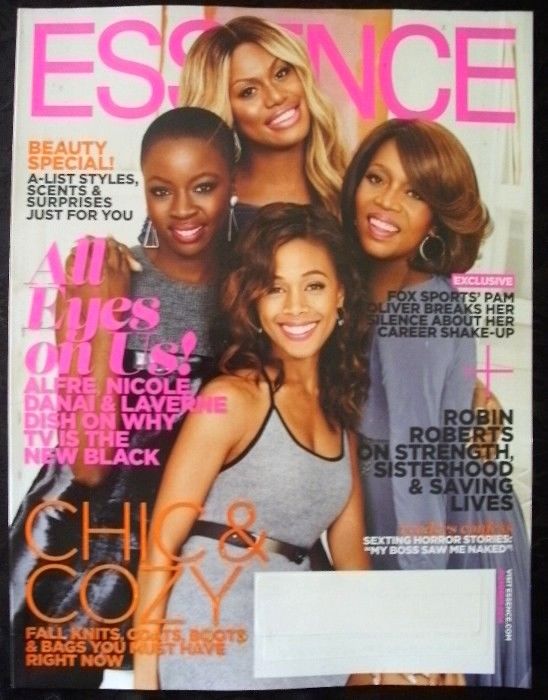 ESSENCE
BEAUTY
SPECIAL!
A-LIST STYLES,
SCENTS &
SURPRISES
JUST FOR YOU
All
Eyes
on Us!
ALFRE, NICOLE
DANAI & LAVERNE
DISH ON WHY
TV IS THE
NEW BLACK
CHIC &
COZY
FALL KNITS, COATS, BOOTS
& BAGS YOU MUST HAVE
RIGHT NOW
EXCLUSIVE
FOX SPORTS' PAM
OLIVER BREAKS HER
SILENCE ABOUT HER
CAREER SHAKE-UP
+
ROBIN
ROBERTS
ON STRENGTH,
SISTERHOOD
& SAVING
LIVES
readers confess
SEXTING HORROR STORIES:
"MY BOSS SAW ME NAKED"
VISIT ESSENCE.COM